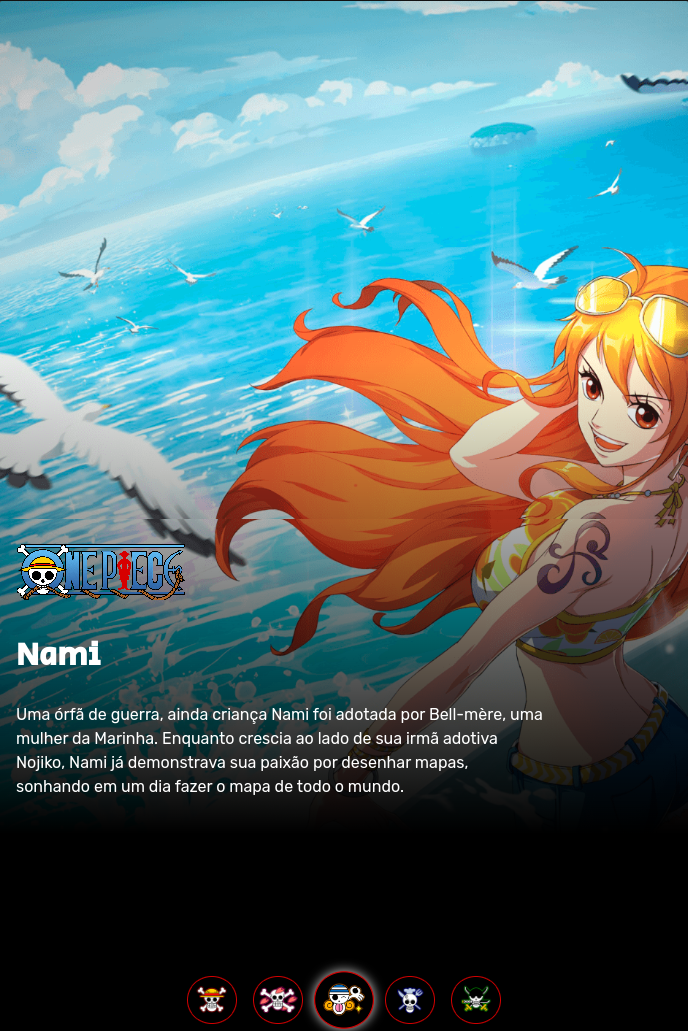 ONE PIECE
Nami
Uma órfã de guerra, ainda criança Nami foi adotada por Bell-mère, uma
mulher da Marinha. Enquanto crescia ao lado de sua irmã adotiva
Nojiko, Nami já demonstrava sua paixão por desenhar mapas,
sonhando em um dia fazer o mapa de todo o mundo.